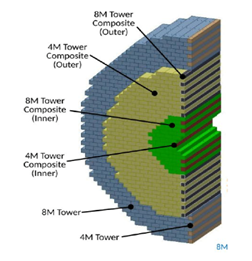 8M Tower
Composite
(Outer)
4M Tower
Composite
(Outer)
8M Tower
Composite
(Inner)
4M Tower
Composite
(Inner)
8M Tower
4M Tower
8M